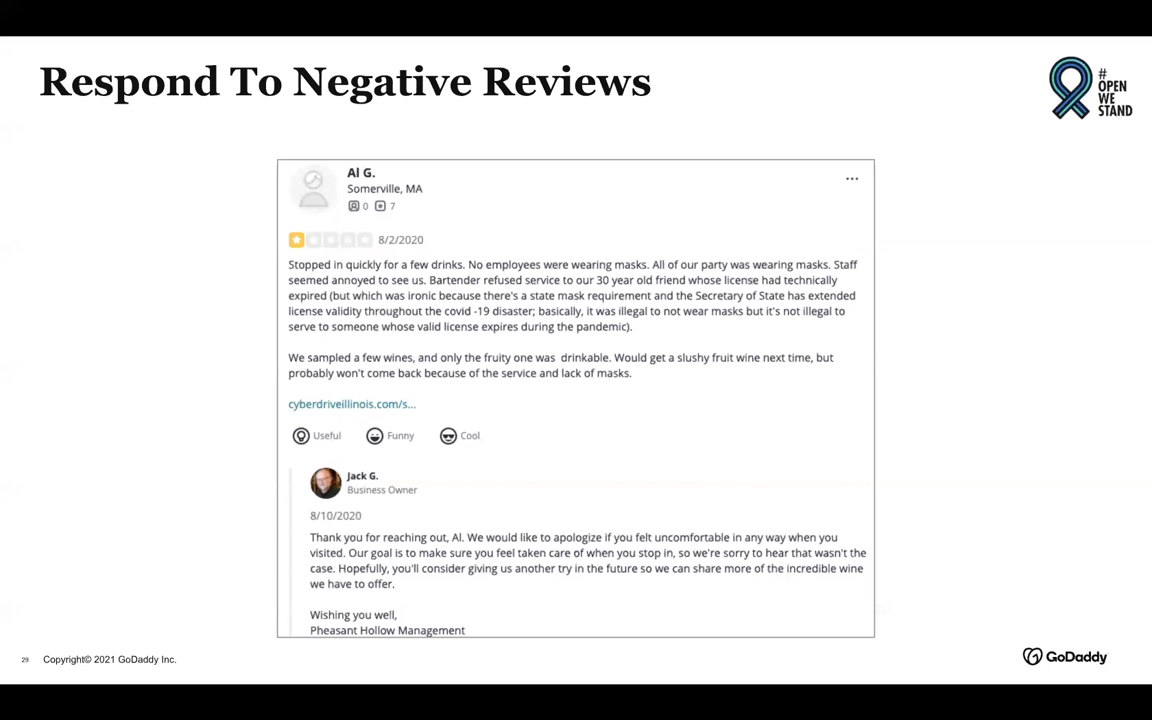 Respond To Negative Reviews
#
OPEN
WE
STAND
Al G.
Somerville, MA
0 7
8/2/2020
Stopped in quickly for a few drinks. No employees were wearing masks. All of our party was wearing masks. Staff
seemed annoyed to see us. Bartender refused service to our 30 year old friend whose license had technically
expired (but which was ironic because there's a state mask requirement and the Secretary of State has extended
license validity throughout the covid -19 disaster; basically, it was illegal to not wear masks but it's not illegal to
serve to someone whose valid license expires during the pandemic).
We sampled a few wines, and only the fruity one was drinkable. Would get a slushy fruit wine next time, but
probably won't come back because of the service and lack of masks.
cyberdriveillinois.com/s...
Useful Funny Cool
Jack G.
Business Owner
8/10/2020
Thank you for reaching out, Al. We would like to apologize if you felt uncomfortable in any way when you
visited. Our goal is to make sure you feel taken care of when you stop in, so we're sorry to hear that wasn't the
case. Hopefully, you'll consider giving us another try in the future so we can share more of the incredible wine
we have to offer.
Wishing you well,
Pheasant Hollow Management
29 Copyright© 2021 GoDaddy Inc.
GoDaddy